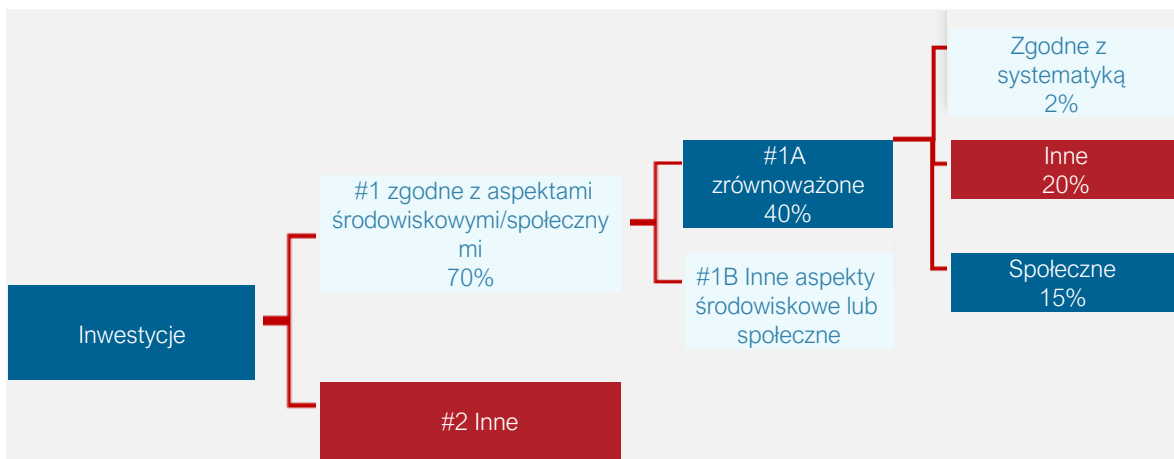 Inwestycje
#1 zgodne z aspektami
środowiskowymi/społeczny
mi
70%
#2 Inne
#1A
zrównoważone
40%
#1B Inne aspekty
środowiskowe lub
społeczne
Zgodne z
systematyką
2%
Inne
20%
Społeczne
15%